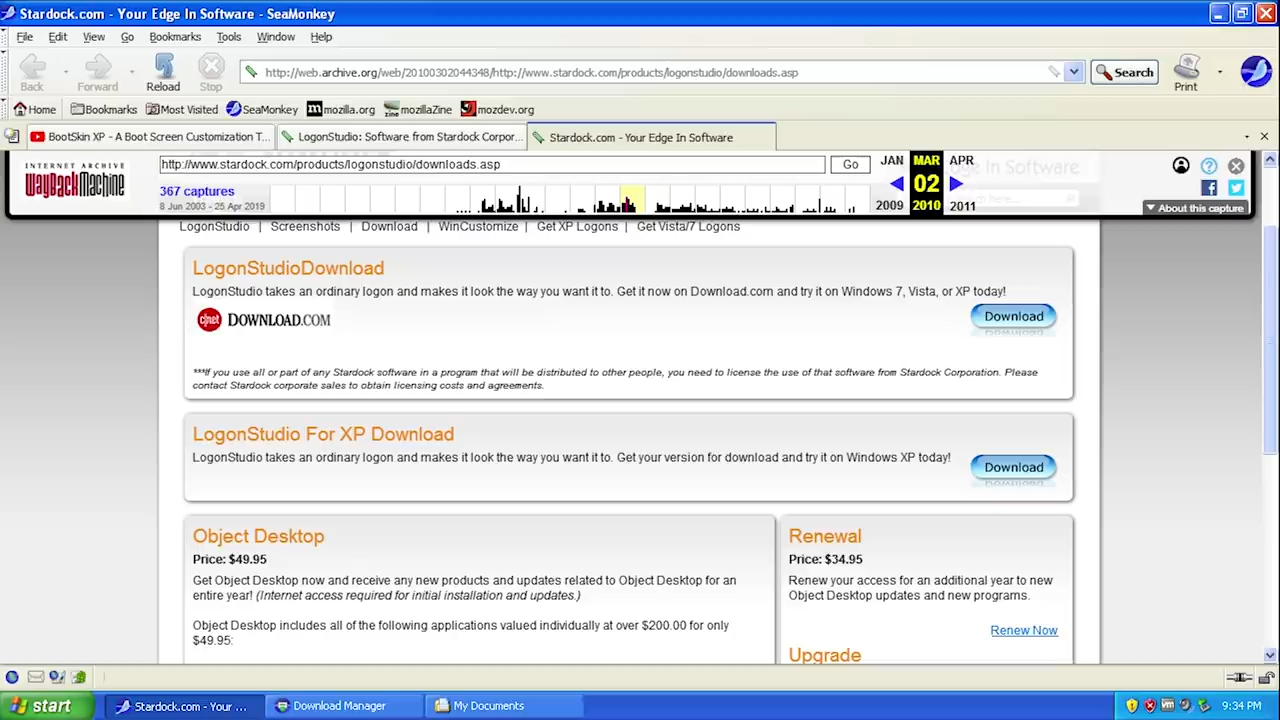 Stardock.com - Your Edge In Software - SeaMonkey
File Edit View Go Bookmarks Tools Window Help
Back Forward Reload Stop
http://web.archive.org/web/20100302044348/http://www.stardock.com/products/logonstudio/downloads.asp
Search Print
Home Bookmarks Most Visited SeaMonkey mozilla.org mozillaZine mozdev.org
BootSkin XP - A Boot Screen Customization T...
LogonStudio: Software from Stardock Corpor...
Stardock.com - Your Edge In Software
INTERNET ARCHIVE
WayBackMachine
http://www.stardock.com/products/logonstudio/downloads.asp
Go
JAN MAR APR
02
2009 2010 2011
367 captures
8 Jun 2003 - 25 Apr 2019
ge In Software
About this capture
LogonStudio | Screenshots | Download | WinCustomize | Get XP Logons | Get Vista/7 Logons
LogonStudioDownload
LogonStudio takes an ordinary logon and makes it look the way you want it to. Get it now on Download.com and try it on Windows 7, Vista, or XP today!
c|net DOWNLOAD.COM
Download
***If you use all or part of any Stardock software in a program that will be distributed to other people, you need to license the use of that software from Stardock Corporation. Please
contact Stardock corporate sales to obtain licensing costs and agreements.
LogonStudio For XP Download
LogonStudio takes an ordinary logon and makes it look the way you want it to. Get your version for download and try it on Windows XP today!
Download
Object Desktop
Price: $49.95
Get Object Desktop now and receive any new products and updates related to Object Desktop for an
entire year! (Internet access required for initial installation and updates.)
Object Desktop includes all of the following applications valued individually at over $200.00 for only
$49.95:
Renewal
Price: $34.95
Renew your access for an additional year to new
Object Desktop updates and new programs.
Renew Now
Upgrade
start
Stardock.com - Your ...
Download Manager
My Documents
9:34 PM